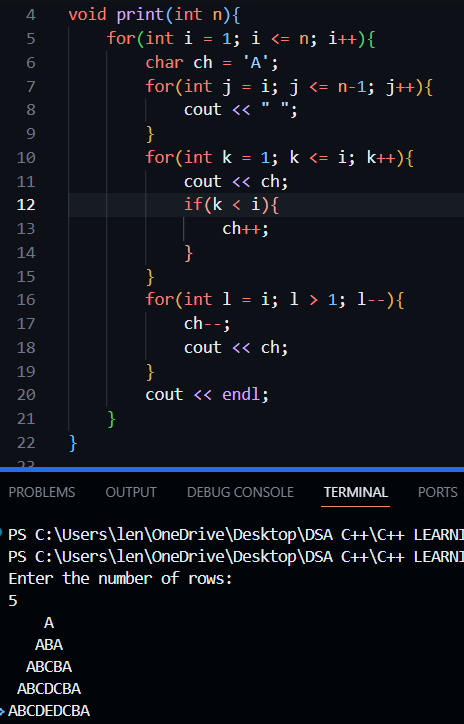 4 void print(int n){
5     for(int i = 1; i <= n; i++){
6         char ch = 'A';
7         for(int j = i; j <= n-1; j++){
8             cout << " ";
9         }
10         for(int k = 1; k <= i; k++){
11             cout << ch;
12             if(k < i){
13                 ch++;
14             }
15         }
16         for(int l = i; l > 1; l--){
17             ch--;
18             cout << ch;
19         }
20         cout << endl;
21     }
22 }
23
PROBLEMS OUTPUT DEBUG CONSOLE TERMINAL PORTS
PS C:\Users\len\OneDrive\Desktop\DSA C++\C++ LEARNI
PS C:\Users\len\OneDrive\Desktop\DSA C++\C++ LEARNI
Enter the number of rows:
5
    A
   ABA
  ABCBA
 ABCDCBA
ABCDEDCBA